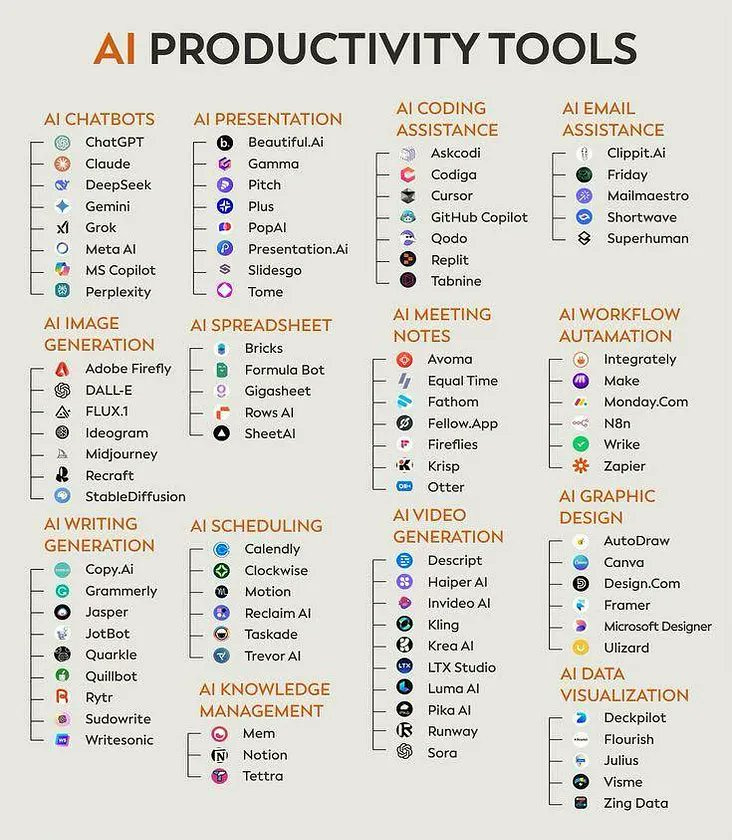 AI PRODUCTIVITY TOOLS
AI CHATBOTS
ChatGPT
Claude
DeepSeek
Gemini
Grok
Meta AI
MS Copilot
Perplexity
AI PRESENTATION
Beautiful.Ai
Gamma
Pitch
Plus
PopAI
Presentation.Ai
Slidesgo
Tome
AI CODING
ASSISTANCE
Askcodi
Codiga
Cursor
GitHub Copilot
Qodo
Replit
Tabnine
AI EMAIL
ASSISTANCE
Clippit.Ai
Friday
Mailmaestro
Shortwave
Superhuman
AI IMAGE
GENERATION
Adobe Firefly
DALL-E
FLUX.1
Ideogram
Midjourney
Recraft
StableDiffusion
AI SPREADSHEET
Bricks
Formula Bot
Gigasheet
Rows AI
SheetAI
AI MEETING
NOTES
Avoma
Equal Time
Fathom
Fellow.App
Fireflies
Krisp
Otter
AI WORKFLOW
AUTAMATION
Integrately
Make
Monday.Com
N8n
Wrike
Zapier
AI WRITING
GENERATION
Copy.Ai
Grammerly
Jasper
JotBot
Quarkle
Quillbot
Rytr
Sudowrite
Writesonic
AI SCHEDULING
Calendly
Clockwise
Motion
Reclaim AI
Taskade
Trevor AI
AI KNOWLEDGE
MANAGEMENT
Mem
Notion
Tettra
AI VIDEO
GENERATION
Descript
Haiper AI
Invideo AI
Kling
Krea AI
LTX Studio
Luma AI
Pika AI
Runway
Sora
AI GRAPHIC
DESIGN
AutoDraw
Canva
Design.Com
Framer
Microsoft Designer
Ulizard
AI DATA
VISUALIZATION
Deckpilot
Flourish
Julius
Visme
Zing Data